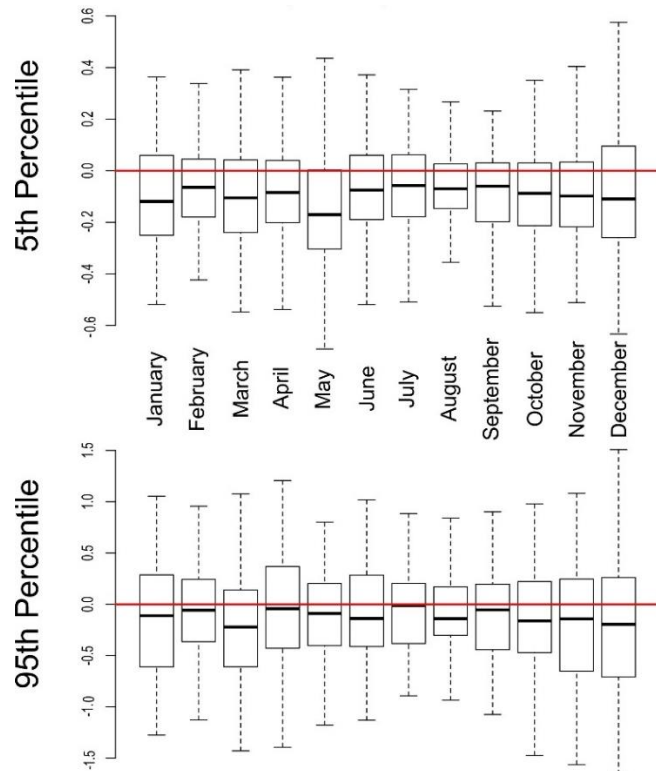 5th Percentile
0.6
0.4
0.2
0.0
-0.2
-0.4
-0.6
January
February
March
April
May
June
July
August
September
October
November
December
95th Percentile
1.5
1.0
0.5
0.0
-0.5
-1.0
-1.5